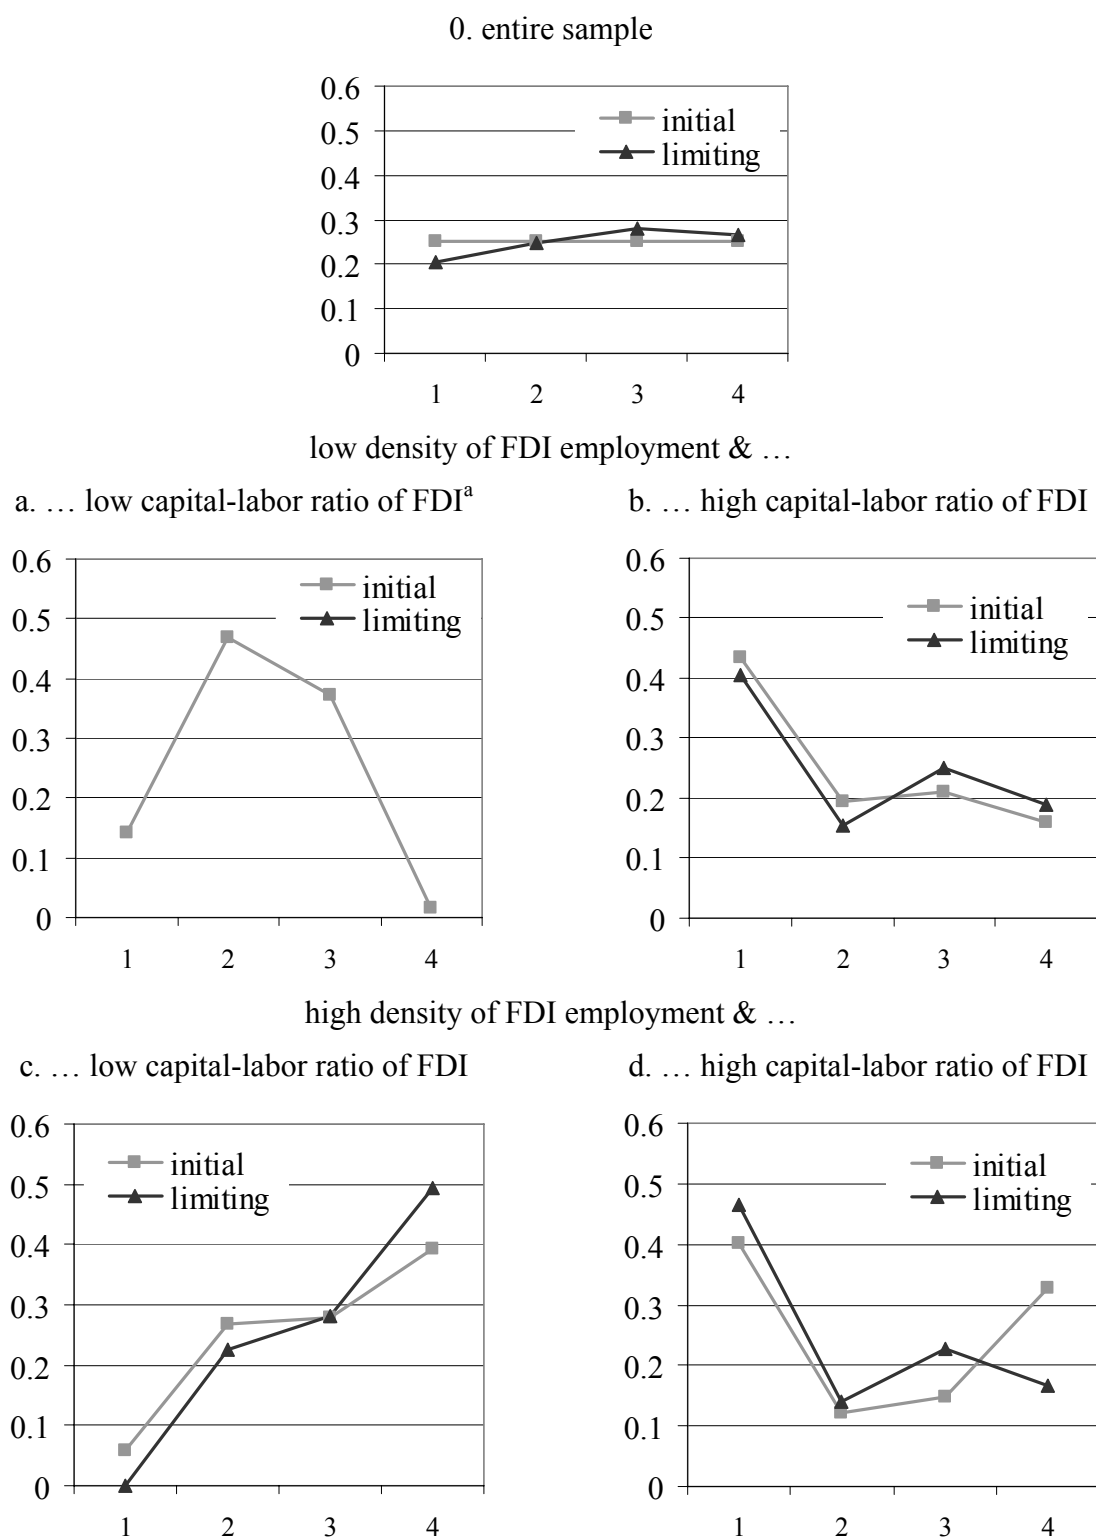 0. entire sample
0.6
0.5
0.4
0.3
0.2
0.1
0
initial
limiting
1 2 3 4
low density of FDI employment & …
a. … low capital-labor ratio of FDIᵃ
0.6
0.5
0.4
0.3
0.2
0.1
0
initial
limiting
1 2 3 4
b. … high capital-labor ratio of FDI
0.6
0.5
0.4
0.3
0.2
0.1
0
initial
limiting
1 2 3 4
high density of FDI employment & …
c. … low capital-labor ratio of FDI
0.6
0.5
0.4
0.3
0.2
0.1
0
initial
limiting
1 2 3 4
d. … high capital-labor ratio of FDI
0.6
0.5
0.4
0.3
0.2
0.1
0
initial
limiting
1 2 3 4